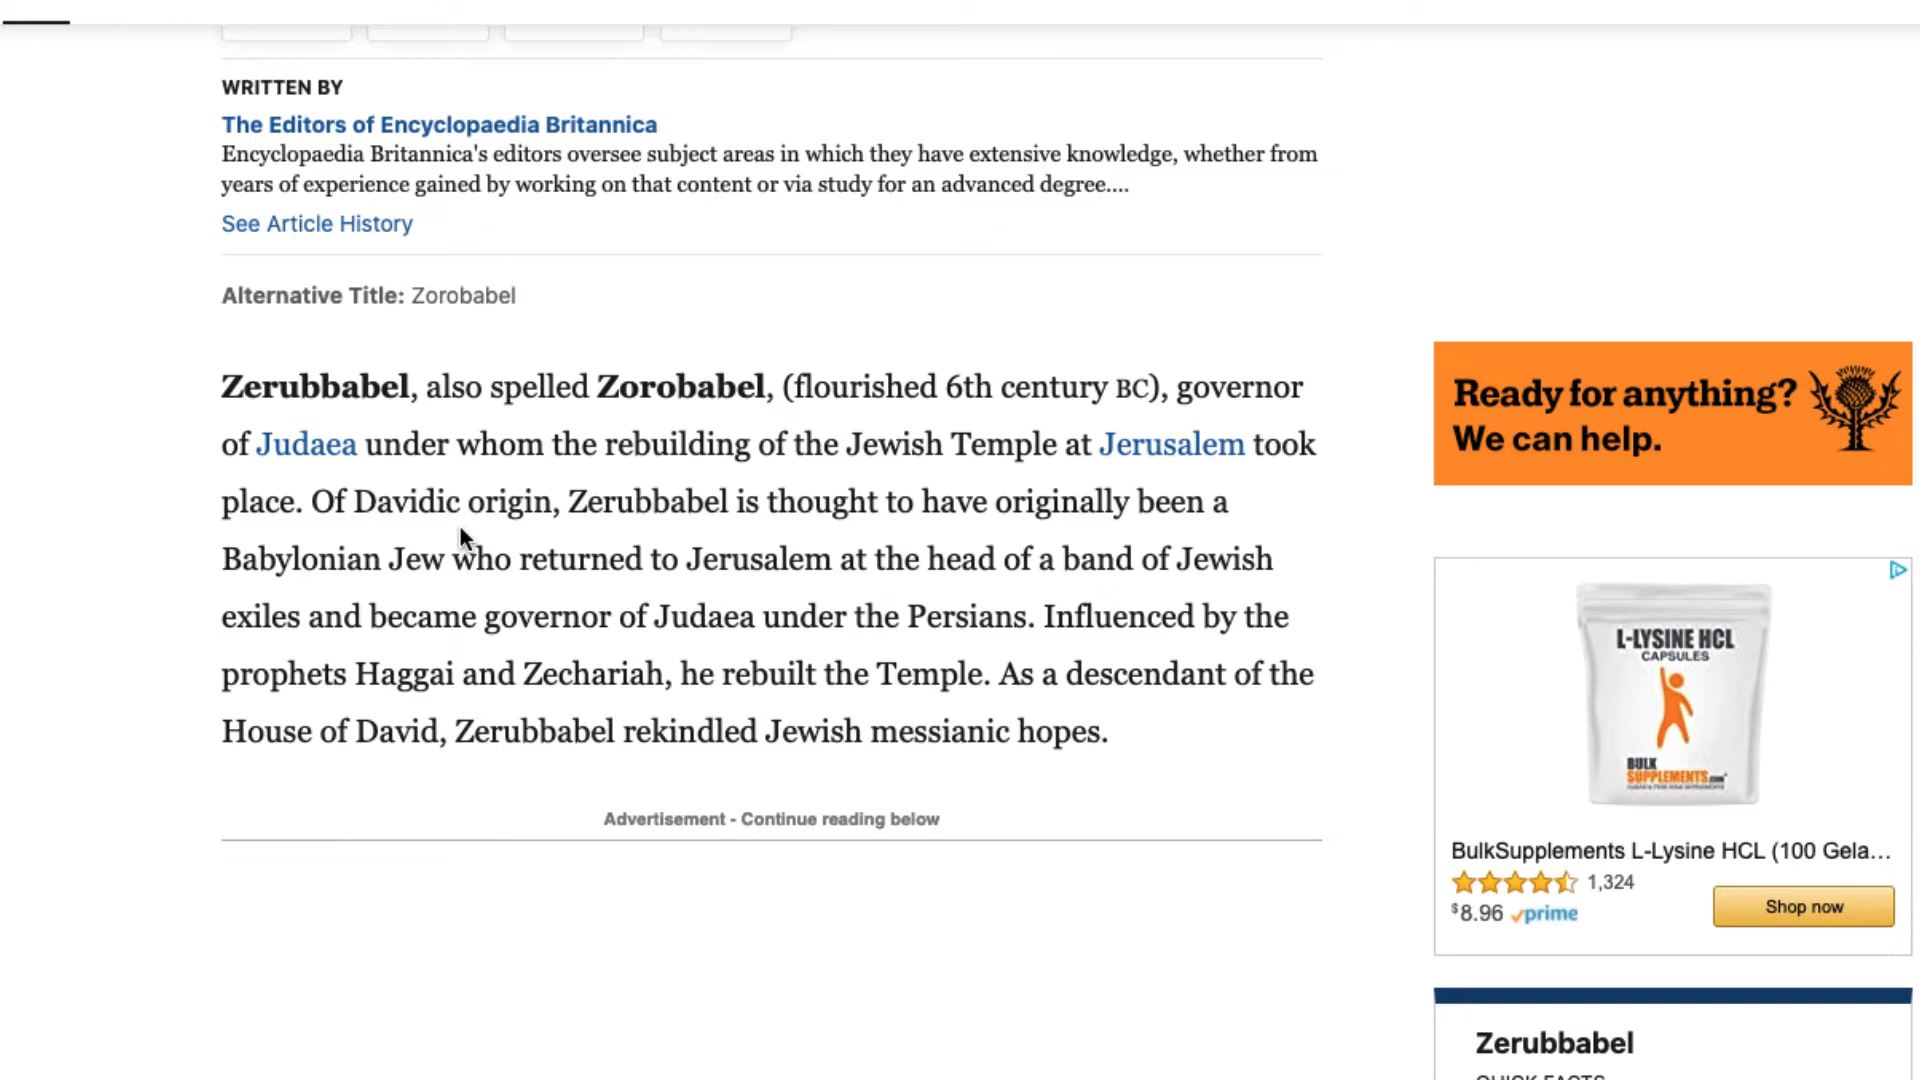 WRITTEN BY
The Editors of Encyclopaedia Britannica
Encyclopaedia Britannica's editors oversee subject areas in which they have extensive knowledge, whether from
years of experience gained by working on that content or via study for an advanced degree....
See Article History
Alternative Title: Zorobabel
Zerubbabel, also spelled Zorobabel, (flourished 6th century BC), governor
of Judaea under whom the rebuilding of the Jewish Temple at Jerusalem took
place. Of Davidic origin, Zerubbabel is thought to have originally been a
Babylonian Jew who returned to Jerusalem at the head of a band of Jewish
exiles and became governor of Judaea under the Persians. Influenced by the
prophets Haggai and Zechariah, he rebuilt the Temple. As a descendant of the
House of David, Zerubbabel rekindled Jewish messianic hopes.
Advertisement - Continue reading below
Ready for anything?
We can help.
L-LYSINE HCL
CAPSULES
BULK
SUPPLEMENTS.COM
BulkSupplements L-Lysine HCL (100 Gela...
1,324
$8.96 prime
Shop now
Zerubbabel
QUICK FACTS